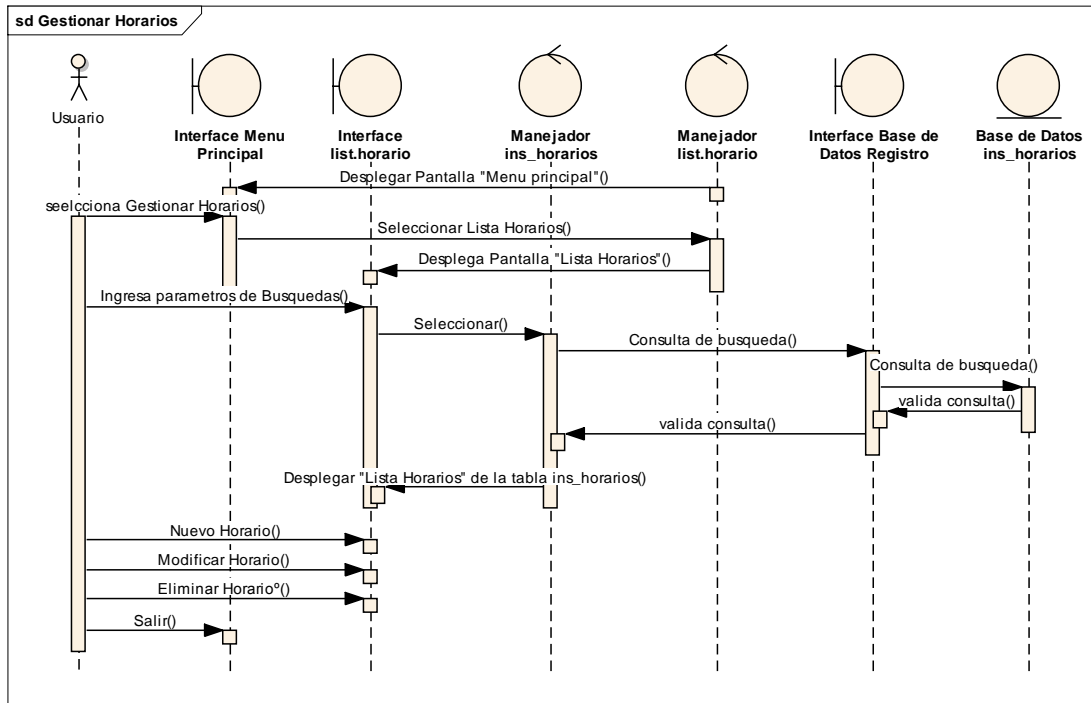 sd Gestionar Horarios
Usuario
Interface Menu
Principal
Interface
list.horario
Manejador
ins_horarios
Manejador
list.horario
Interface Base de
Datos Registro
Base de Datos
ins_horarios
Desplegar Pantalla "Menu principal"()
seelcciona Gestionar Horarios()
Seleccionar Lista Horarios()
Desplega Pantalla "Lista Horarios"()
Ingresa parametros de Busquedas()
Seleccionar()
Consulta de busqueda()
Consulta de busqueda()
valida consulta()
valida consulta()
Desplegar "Lista Horarios" de la tabla ins_horarios()
Nuevo Horario()
Modificar Horario()
Eliminar Horarioº()
Salir()